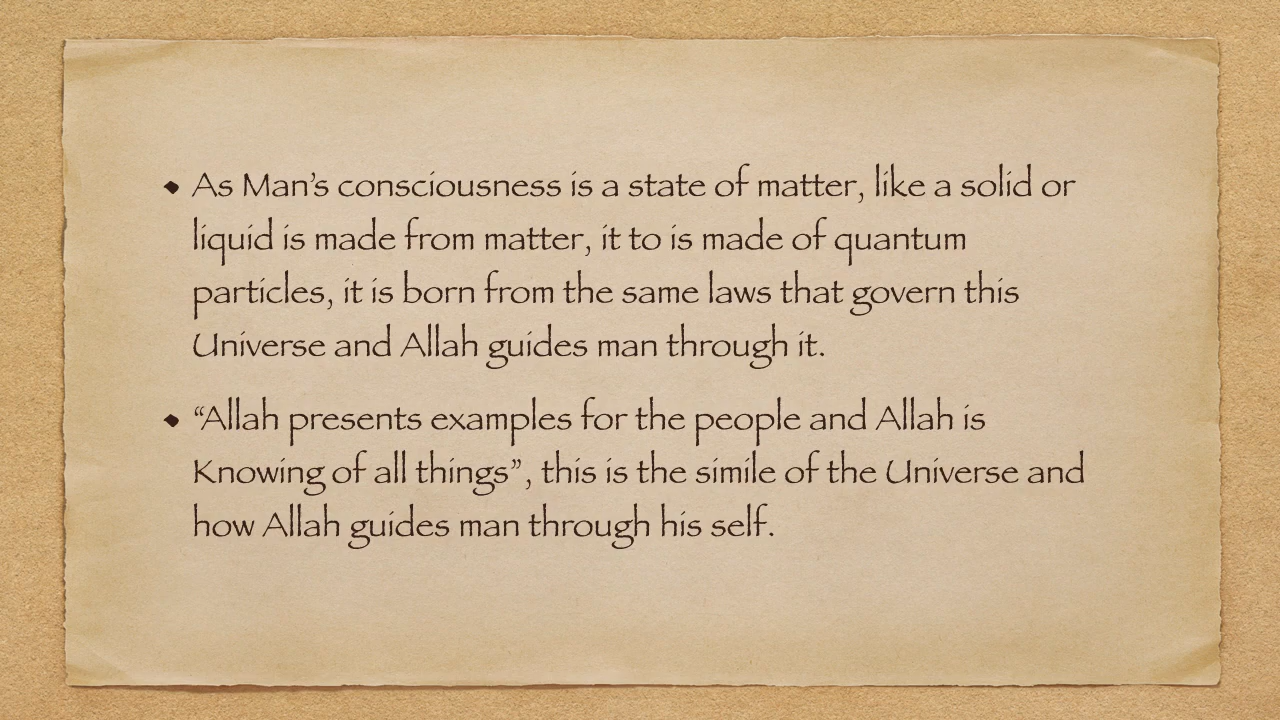 • As Man’s consciousness is a state of matter, like a solid or
liquid is made from matter, it to is made of quantum
particles, it is born from the same laws that govern this
Universe and Allah guides man through it.
• “Allah presents examples for the people and Allah is
Knowing of all things”, this is the simile of the Universe and
how Allah guides man through his self.